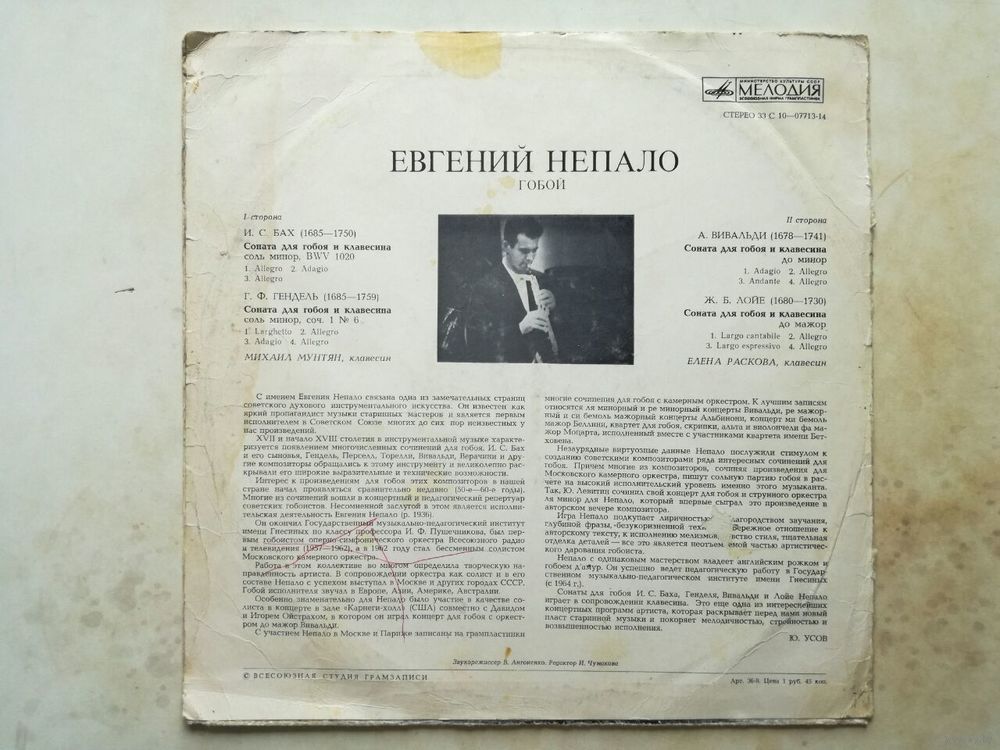 МИНИСТЕРСТВО КУЛЬТУРЫ СССР
МЕЛОДИЯ
ВСЕСОЮЗНАЯ ФИРМА ГРАМПЛАСТИНОК
СТЕРЕО 33 С 10—07713-14
ЕВГЕНИЙ НЕПАЛО
ГОБОЙ
I сторона
И. С. БАХ (1685—1750)
Соната для гобоя и клавесина
соль минор, BWV 1020
1. Allegro 2. Adagio
3. Allegro
Г. Ф. ГЕНДЕЛЬ (1685—1759)
Соната для гобоя и клавесина
соль минор, соч. 1 № 6
1. Larghetto 2. Allegro
3. Adagio 4. Allegro
МИХАИЛ МУНТЯН, клавесин
II сторона
А. ВИВАЛЬДИ (1678—1741)
Соната для гобоя и клавесина
до минор
1. Adagio 2. Allegro
3. Andante 4. Allegro
Ж. Б. ЛОЙЕ (1680—1730)
Соната для гобоя и клавесина
до мажор
1. Largo cantabile 2. Allegro
3. Largo espressivo 4. Allegro
ЕЛЕНА РАСКОВА, клавесин
С именем Евгения Непало связана одна из замечательных страниц
советского духового инструментального искусства. Он известен как
яркий пропагандист музыки старинных мастеров и является первым
исполнителем в Советском Союзе многих до сих пор неизвестных у
нас произведений.
XVII и начало XVIII столетия в инструментальной музыке характе-
ризуется появлением многочисленных сочинений для гобоя. И. С. Бах
и его сыновья, Гендель, Перселл, Торелли, Вивальди, Верачини и дру-
гие композиторы обращались к этому инструменту и великолепно рас-
крывали его широкие выразительные и технические возможности.
Интерес к произведениям для гобоя этих композиторов в нашей
стране начал проявляться сравнительно недавно (50-е—60-е годы).
Многие из сочинений вошли в концертный и педагогический репертуар
советских гобоистов. Несомненной заслугой в этом является исполни-
тельская деятельность Евгения Непало (р. 1936).
Он окончил Государственный музыкально-педагогический институт
имени Гнесиных по классу профессора И. Ф. Пушечникова, был пер-
вым гобоистом оперно-симфонического оркестра Всесоюзного радио
и телевидения (1957—1962), а в 1962 году стал бессменным солистом
Московского камерного оркестра.
Работа в этом коллективе во многом определила творческую на-
правленность артиста. В сопровождении оркестра как солист и в его
составе Непало с успехом выступал в Москве и других городах СССР.
Гобой исполнителя звучал в Европе, Азии, Америке, Австралии.
Особенно знаменательно для Непало было участие в качестве со-
листа в концерте в зале «Карнеги-холл» (США) совместно с Давидом
и Игорем Ойстрахом, в котором он играл концерт для гобоя с оркест-
ром до мажор Вивальди.
С участием Непало в Москве и Париже записаны на грампластинки
многие сочинения для гобоя с камерным оркестром. К лучшим записям
относятся ля минорный и ре минорный концерты Вивальди, ре мажор-
ный и си бемоль мажорный концерты Альбинони, концерт ми бемоль
мажор Беллини, квартет для гобоя, скрипки, альта и виолончели фа ма-
жор Моцарта, исполненный вместе с участниками квартета имени Бет-
ховена.
Незаурядные виртуозные данные Непало послужили стимулом к
созданию советскими композиторами ряда интересных сочинений для
гобоя. Причем многие из композиторов, сочиняя произведения для
Московского камерного оркестра, пишут сольную партию гобоя в рас-
чете на высокий исполнительский уровень именно этого музыканта.
Так, Ю. Левитин сочинил свой концерт для гобоя и струнного оркестра
ля минор для Непало, который впервые сыграл это произведение в
авторском вечере композитора.
Игра Непало подкупает лиричностью, благородством звучания,
глубиной фразы, безукоризненной Бережное отношение к
авторскому тексту, к исполнению мелизмов, стиля, тщательная
отделка деталей — все это является неотъемлемой частью артистичес-
кого дарования гобоиста.
Непало с одинаковым мастерством владеет английским рожком и
гобоем д'амур. Он успешно ведет педагогическую работу в Государ-
ственном музыкально-педагогическом институте имени Гнесиных
(с 1964 г.).
Сонаты для гобоя И. С. Баха, Генделя, Вивальди и Лойе Непало
играет в сопровождении клавесина. Это еще одна из интереснейших
концертных программ артиста, которая раскрывает перед нами новый
пласт старинной музыки и покоряет мелодичностью, стройностью и
возвышенностью исполнения.
Ю. УСОВ
Звукорежиссер В. Антоненко. Редактор И. Чумакова
© ВСЕСОЮЗНАЯ СТУДИЯ ГРАМЗАПИСИ
Арт. 36-8. Цена 1 руб. 45 коп.